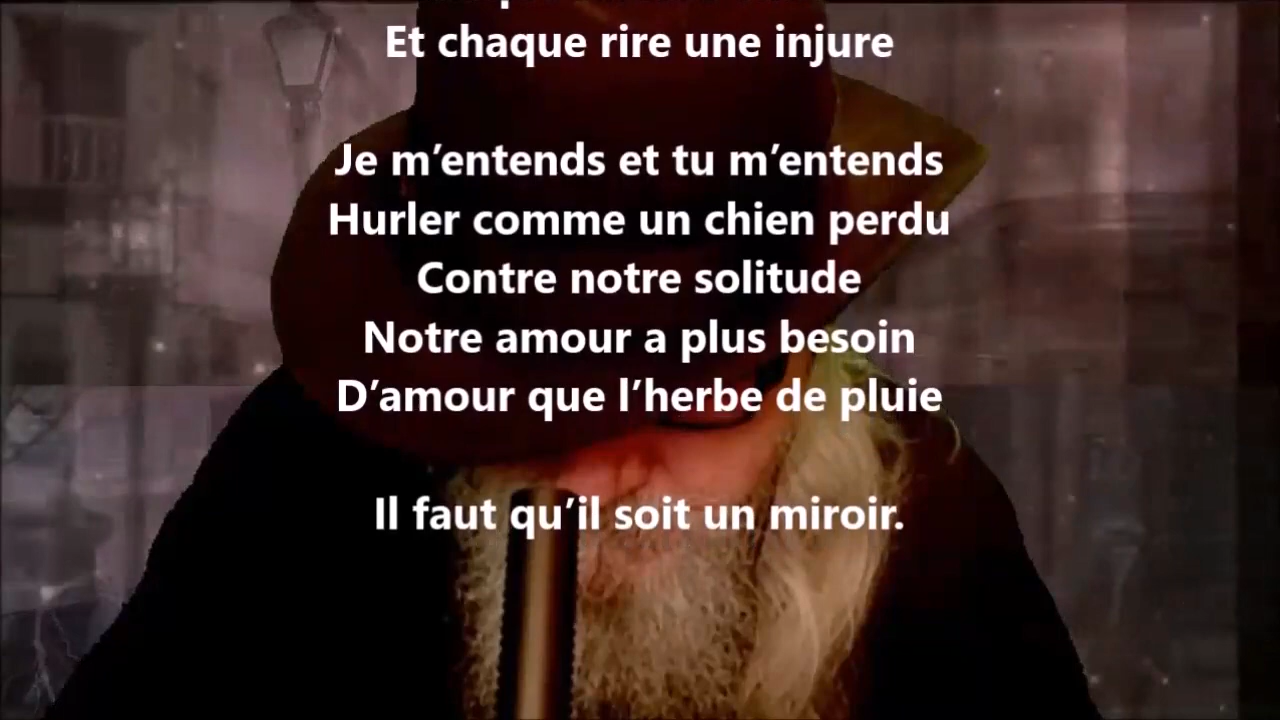 Et chaque rire une injure
Je m’entends et tu m’entends
Hurler comme un chien perdu
Contre notre solitude
Notre amour a plus besoin
D’amour que l’herbe de pluie
Il faut qu’il soit un miroir.